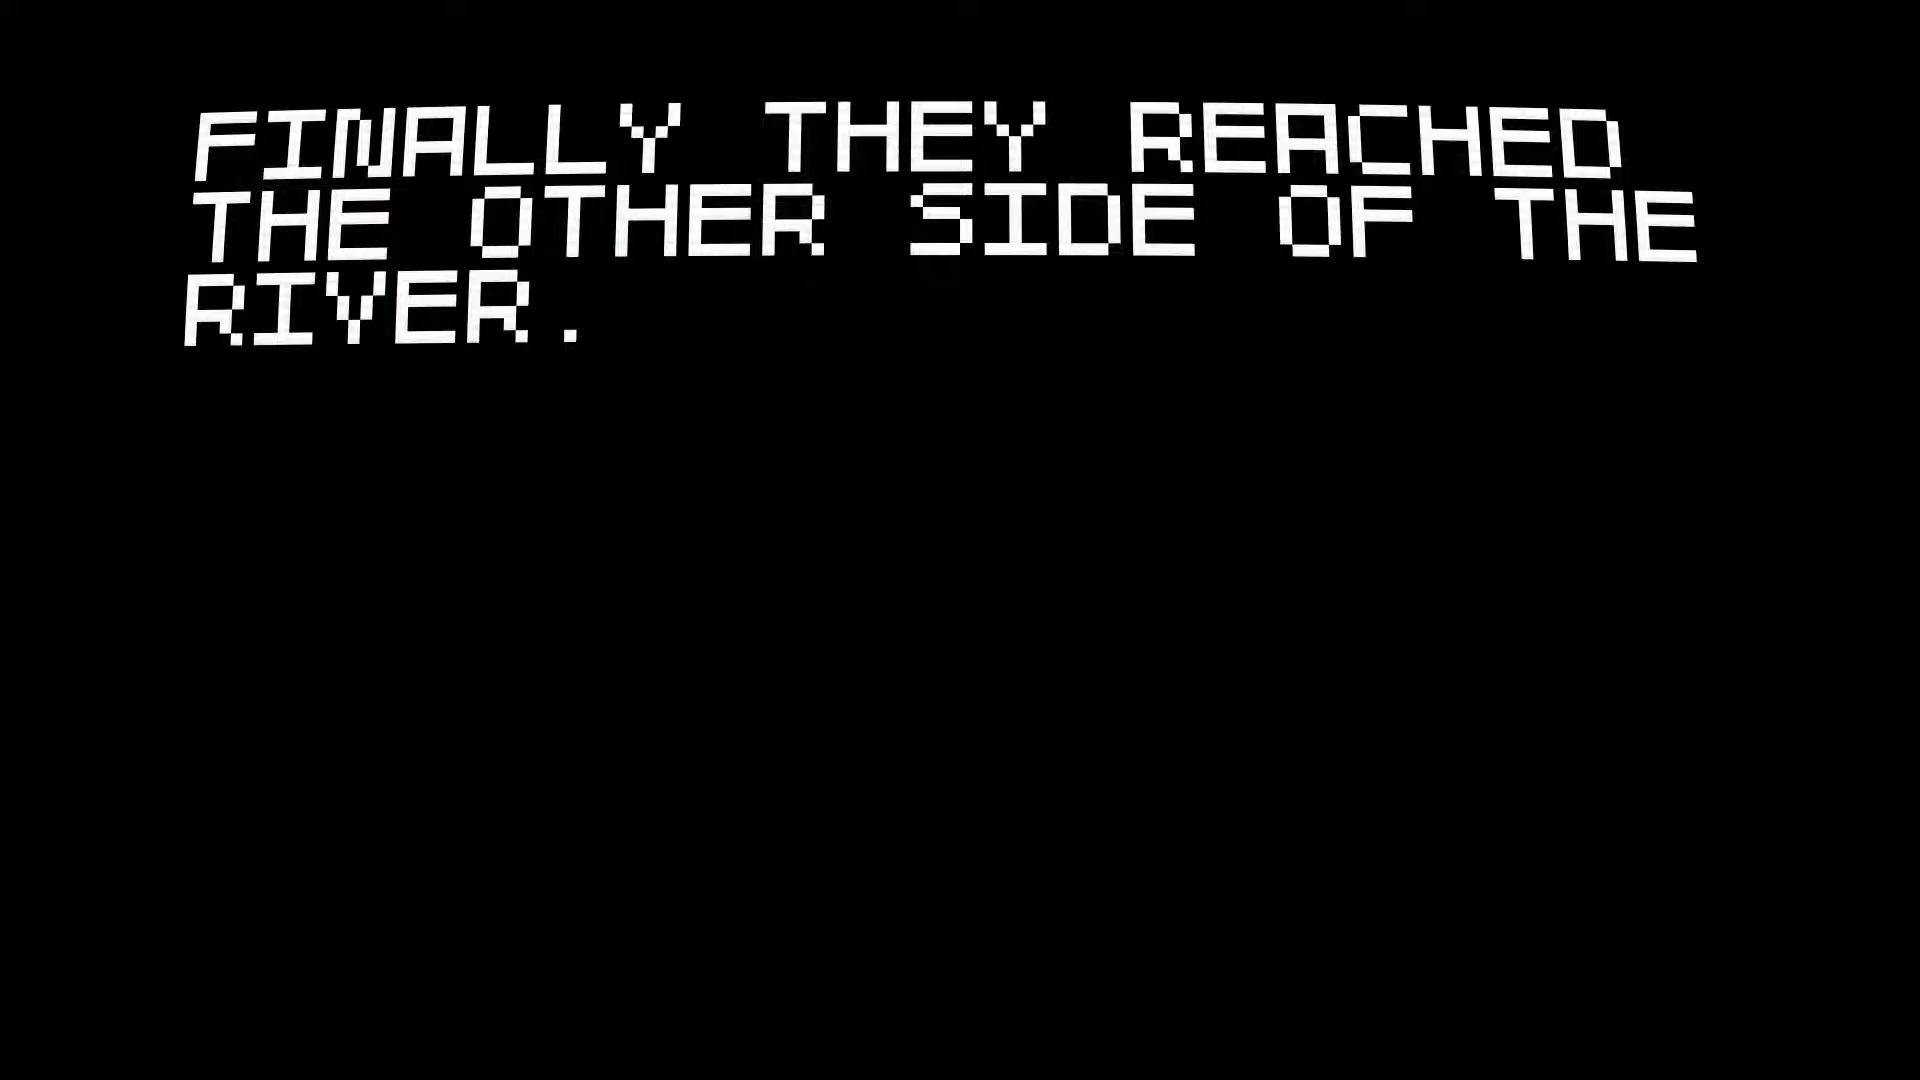 FINALLY THEY REACHED
THE OTHER SIDE OF THE
RIVER.